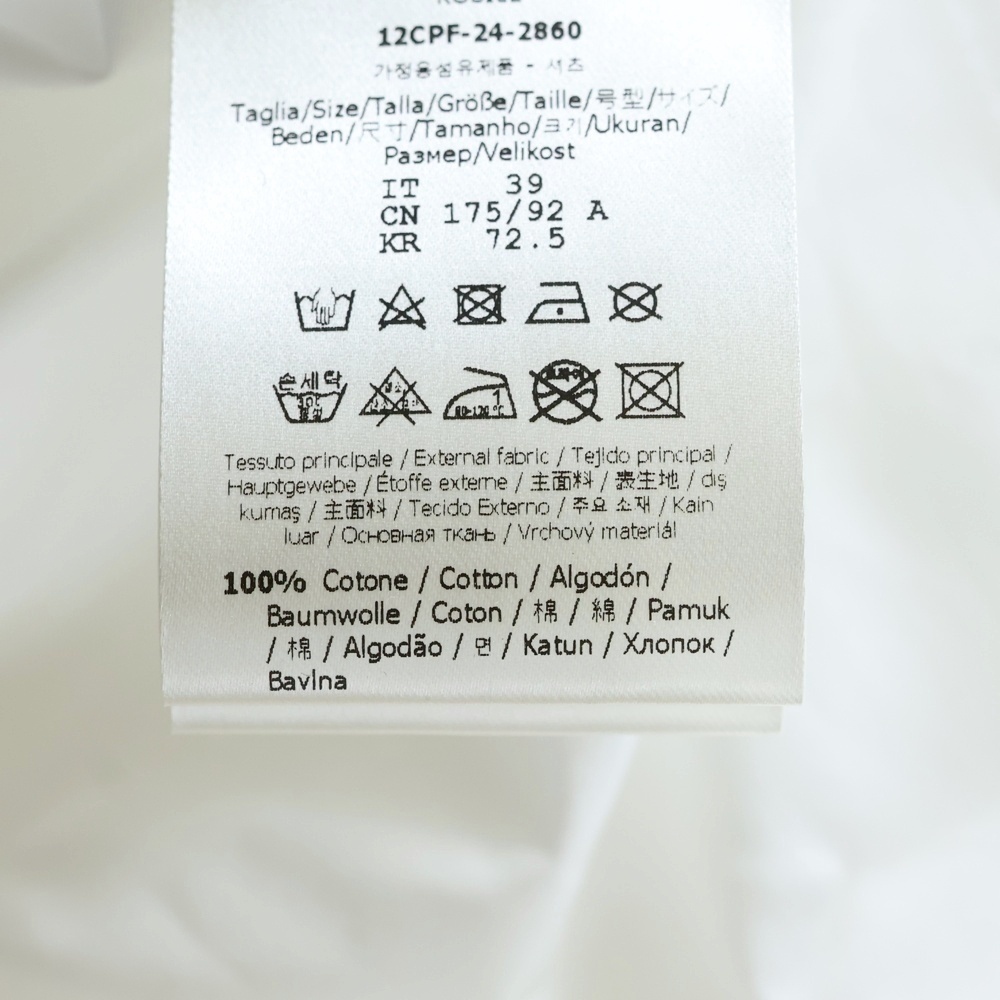 12CPF-24-2860
가정용섬유제품 - 셔츠
Taglia/Size/Talla/Größe/Taille/号型/サイズ/
Beden/尺寸/Tamanho/크기/Ukuran/
Размер/Velikost
IT 39
CN 175/92 A
KR 72.5
손세탁
80-120 ℃
Tessuto principale / External fabric / Tejido principal /
Hauptgewebe / Étoffe externe / 主面料 / 表生地 / dış
kumaş / 主面料 / Tecido Externo / 주요 소재 / Kain
luar / Основная ткань / Vrchový materiál
100% Cotone / Cotton / Algodón /
Baumwolle / Coton / 棉 / 綿 / Pamuk
/ 棉 / Algodão / 면 / Katun / Хлопок /
Bavlna